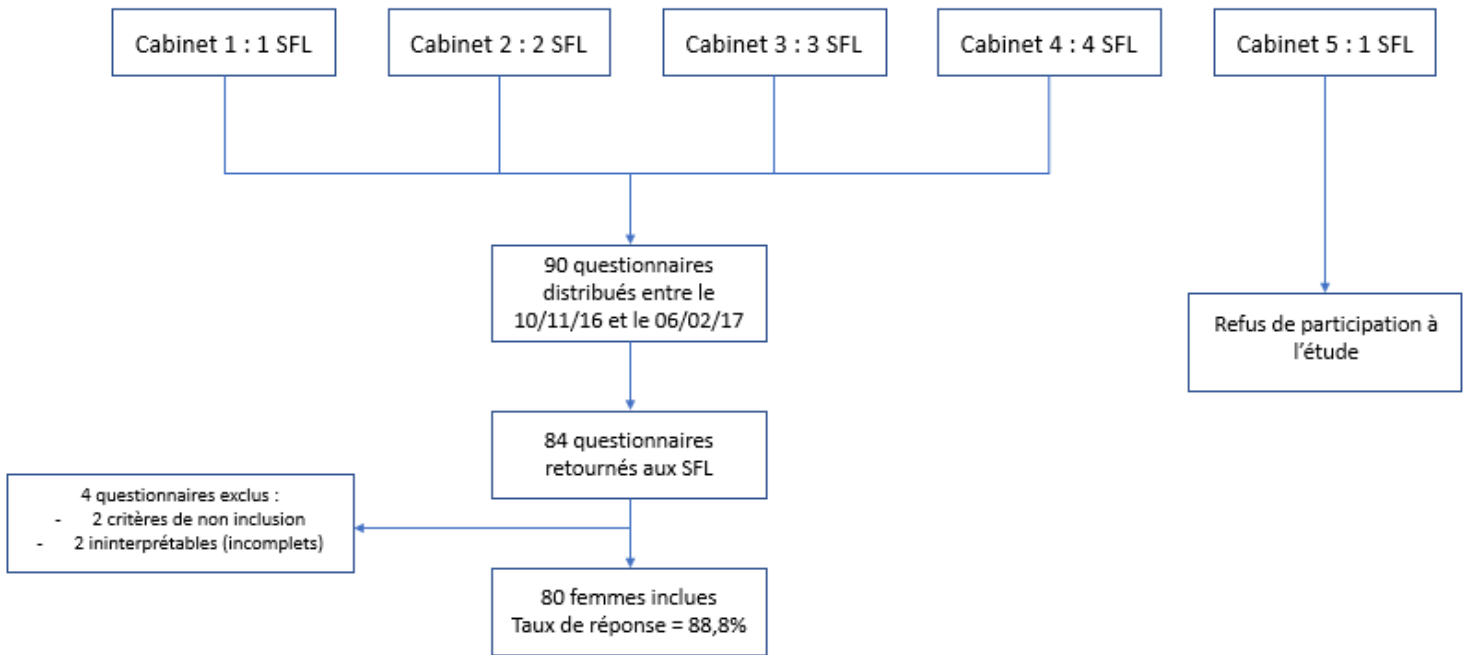 Cabinet 1 : 1 SFL
Cabinet 2 : 2 SFL
Cabinet 3 : 3 SFL
Cabinet 4 : 4 SFL
Cabinet 5 : 1 SFL
90 questionnaires
distribués entre le
10/11/16 et le 06/02/17
Refus de participation à
l’étude
84 questionnaires
retournés aux SFL
4 questionnaires exclus :
- 2 critères de non inclusion
- 2 ininterprétables (incomplets)
80 femmes inclues
Taux de réponse = 88,8%